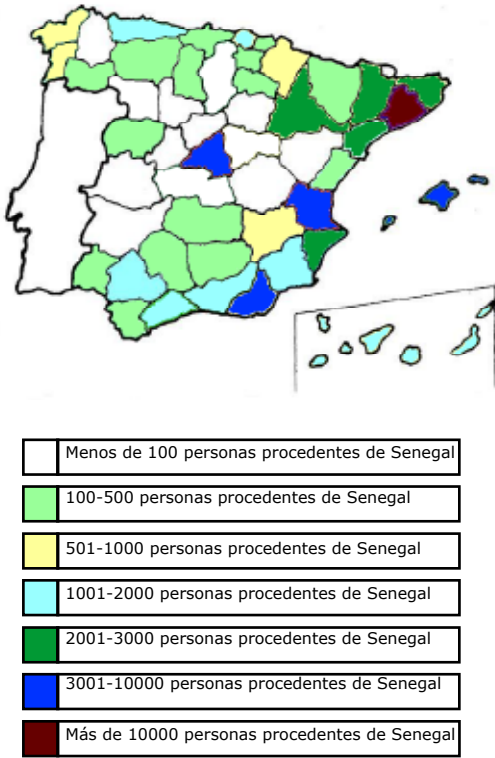 Menos de 100 personas procedentes de Senegal
100-500 personas procedentes de Senegal
501-1000 personas procedentes de Senegal
1001-2000 personas procedentes de Senegal
2001-3000 personas procedentes de Senegal
3001-10000 personas procedentes de Senegal
Más de 10000 personas procedentes de Senegal